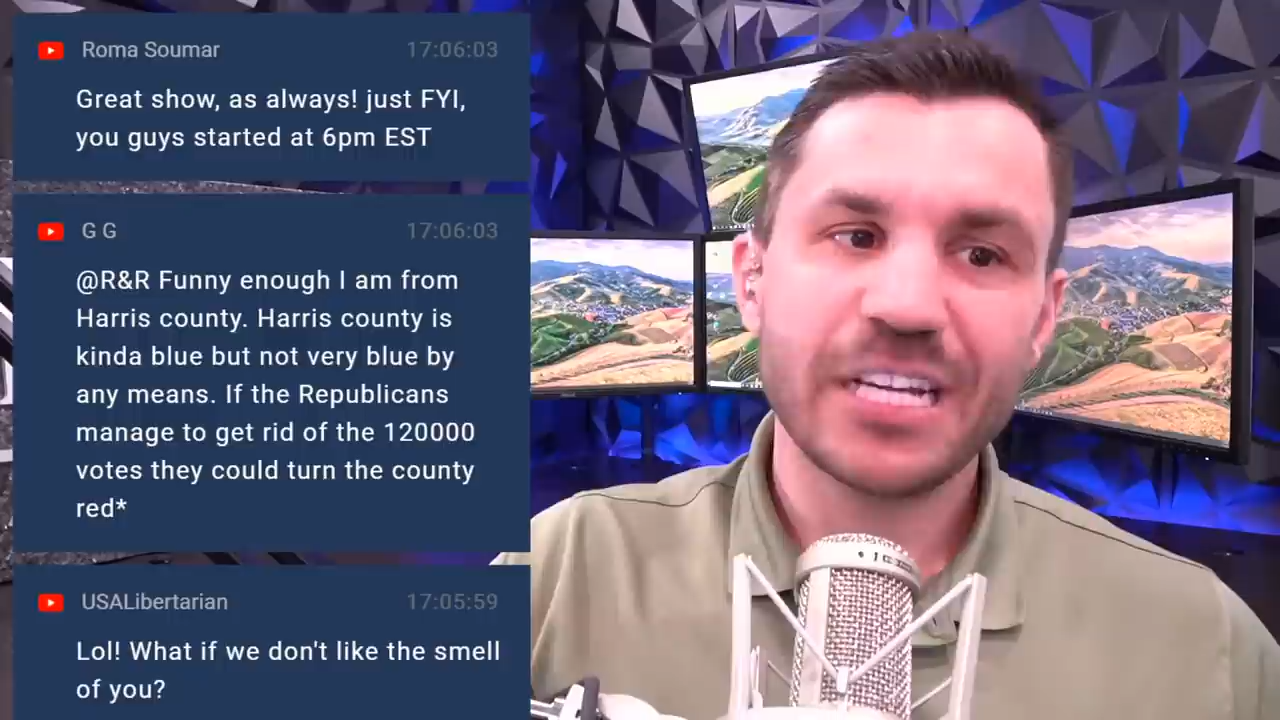 Roma Soumar 17:06:03
Great show, as always! just FYI,
you guys started at 6pm EST
G G 17:06:03
@R&R Funny enough I am from
Harris county. Harris county is
kinda blue but not very blue by
any means. If the Republicans
manage to get rid of the 120000
votes they could turn the county
red*
USALibertarian 17:05:59
Lol! What if we don't like the smell
of you?